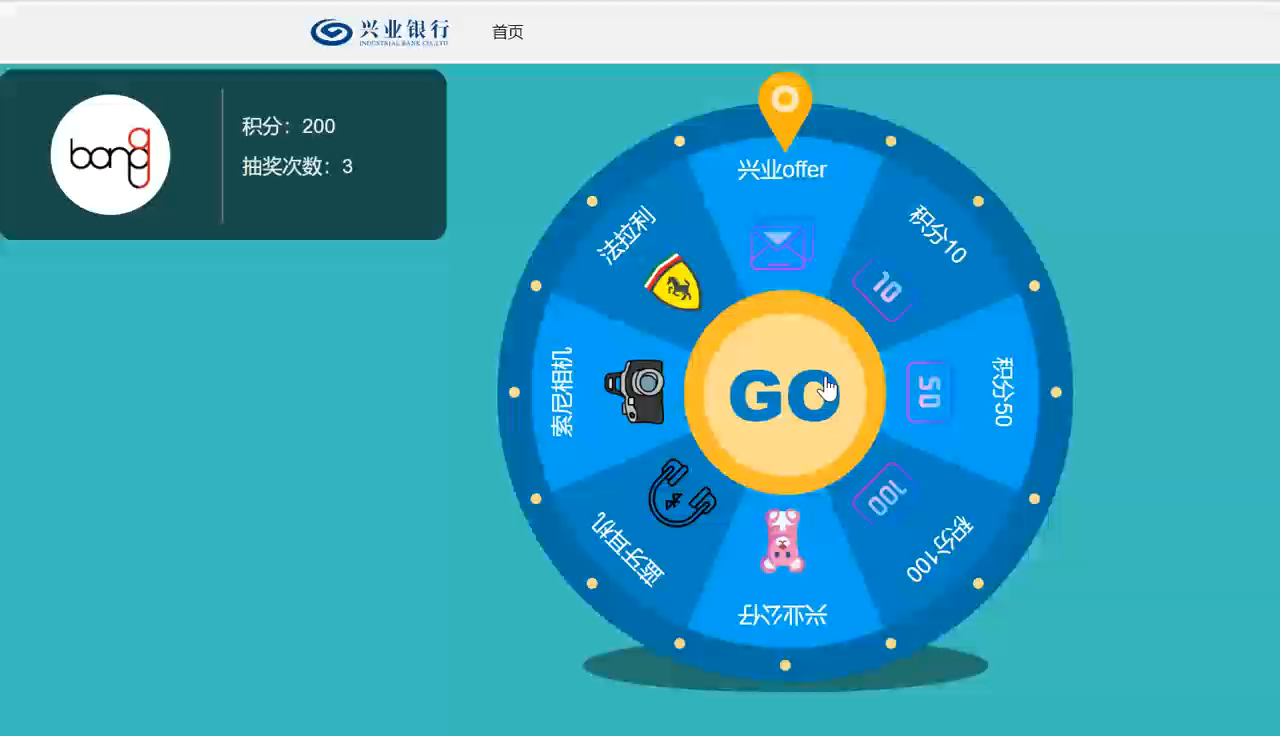 兴业银行
INDUSTRIAL BANK CO.,LTD.
首页
bang
积分：200
抽奖次数：3
兴业offer
积分10
10
积分50
50
积分100
100
兴业公仔
蓝牙耳机
索尼相机
法拉利
GO